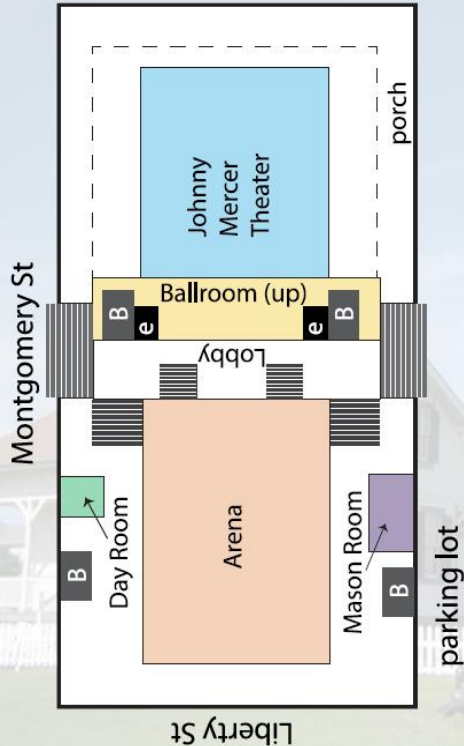 Montgomery St
Johnny
Mercer
Theater
porch
Ballroom (up)
B
e
e
B
Lobby
Day Room
B
Arena
Mason Room
B
parking lot
Liberty St